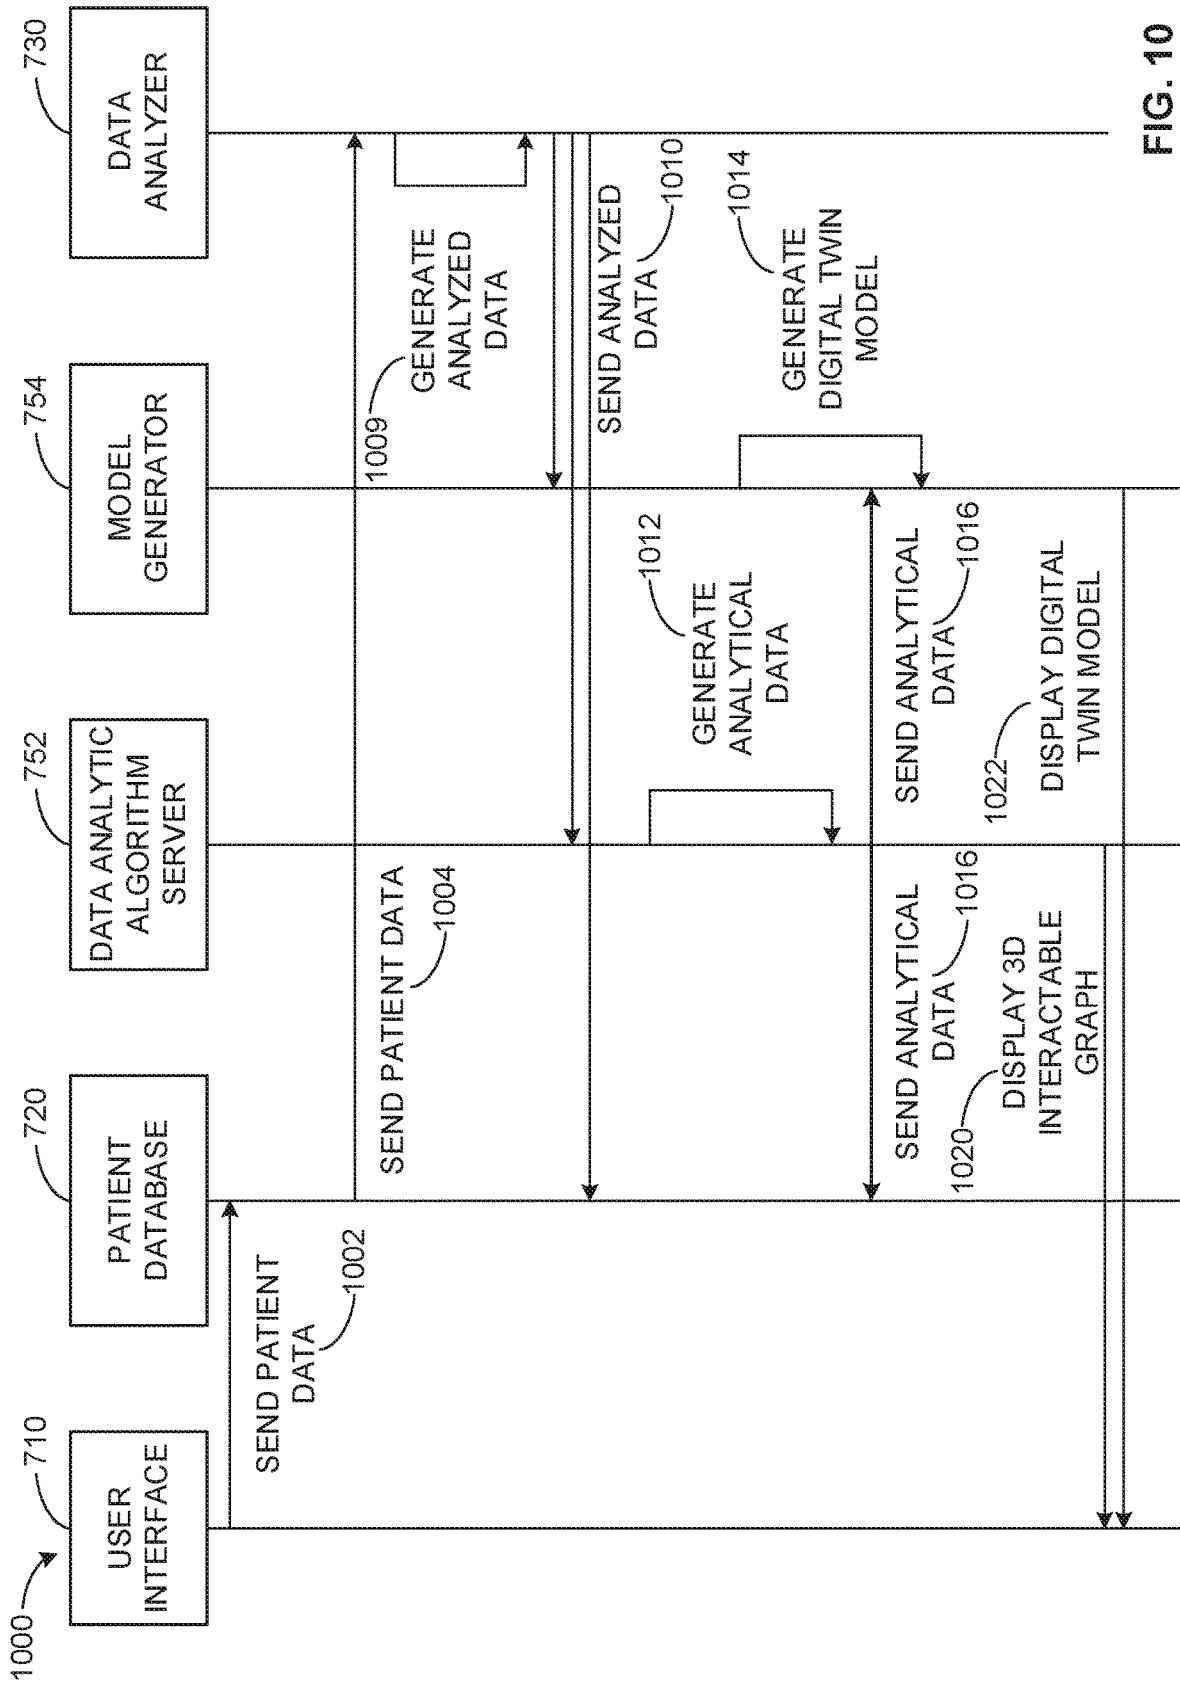 1000
710
720
752
754
730
USER
INTERFACE
PATIENT
DATABASE
DATA ANALYTIC
ALGORITHM
SERVER
MODEL
GENERATOR
DATA
ANALYZER
SEND PATIENT
DATA
1002
SEND PATIENT DATA
1004
1009
GENERATE
ANALYZED
DATA
SEND ANALYZED
DATA
1010
1012
GENERATE
ANALYTICAL
DATA
1014
GENERATE
DIGITAL TWIN
MODEL
SEND ANALYTICAL
DATA
1016
SEND ANALYTICAL
DATA
1016
1020
DISPLAY 3D
INTERACTABLE
GRAPH
1022
DISPLAY DIGITAL
TWIN MODEL
FIG. 10